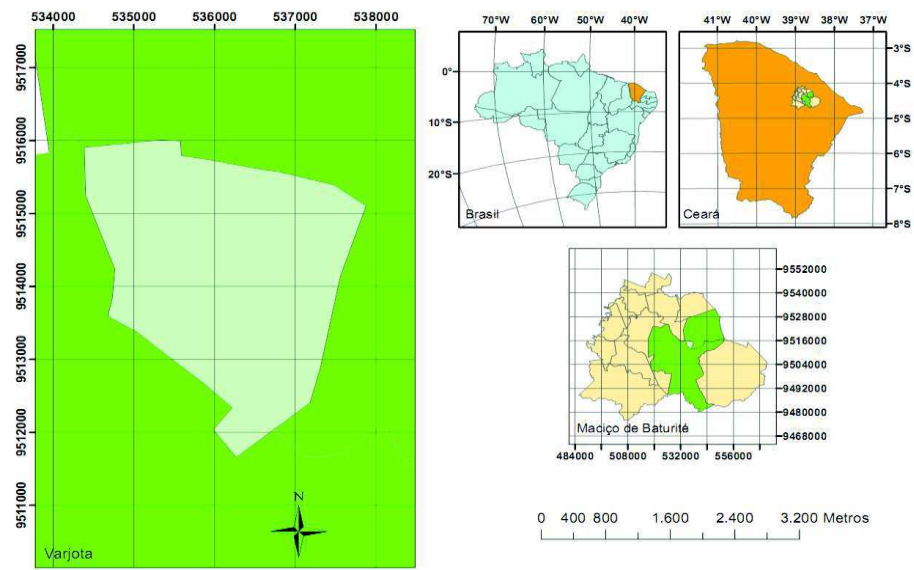 534000 535000 536000 537000 538000
9517000
9516000
9515000
9514000
9513000
9512000
9511000
N
Varjota
70°W 60°W 50°W 40°W
0°
10°S
20°S
Brasil
41°W 40°W 39°W 38°W 37°W
3°S
4°S
5°S
6°S
7°S
8°S
Ceará
9552000
9540000
9528000
9516000
9504000
9492000
9480000
9468000
Maciço de Baturité
484000 508000 532000 556000
0 400 800 1.600 2.400 3.200 Metros